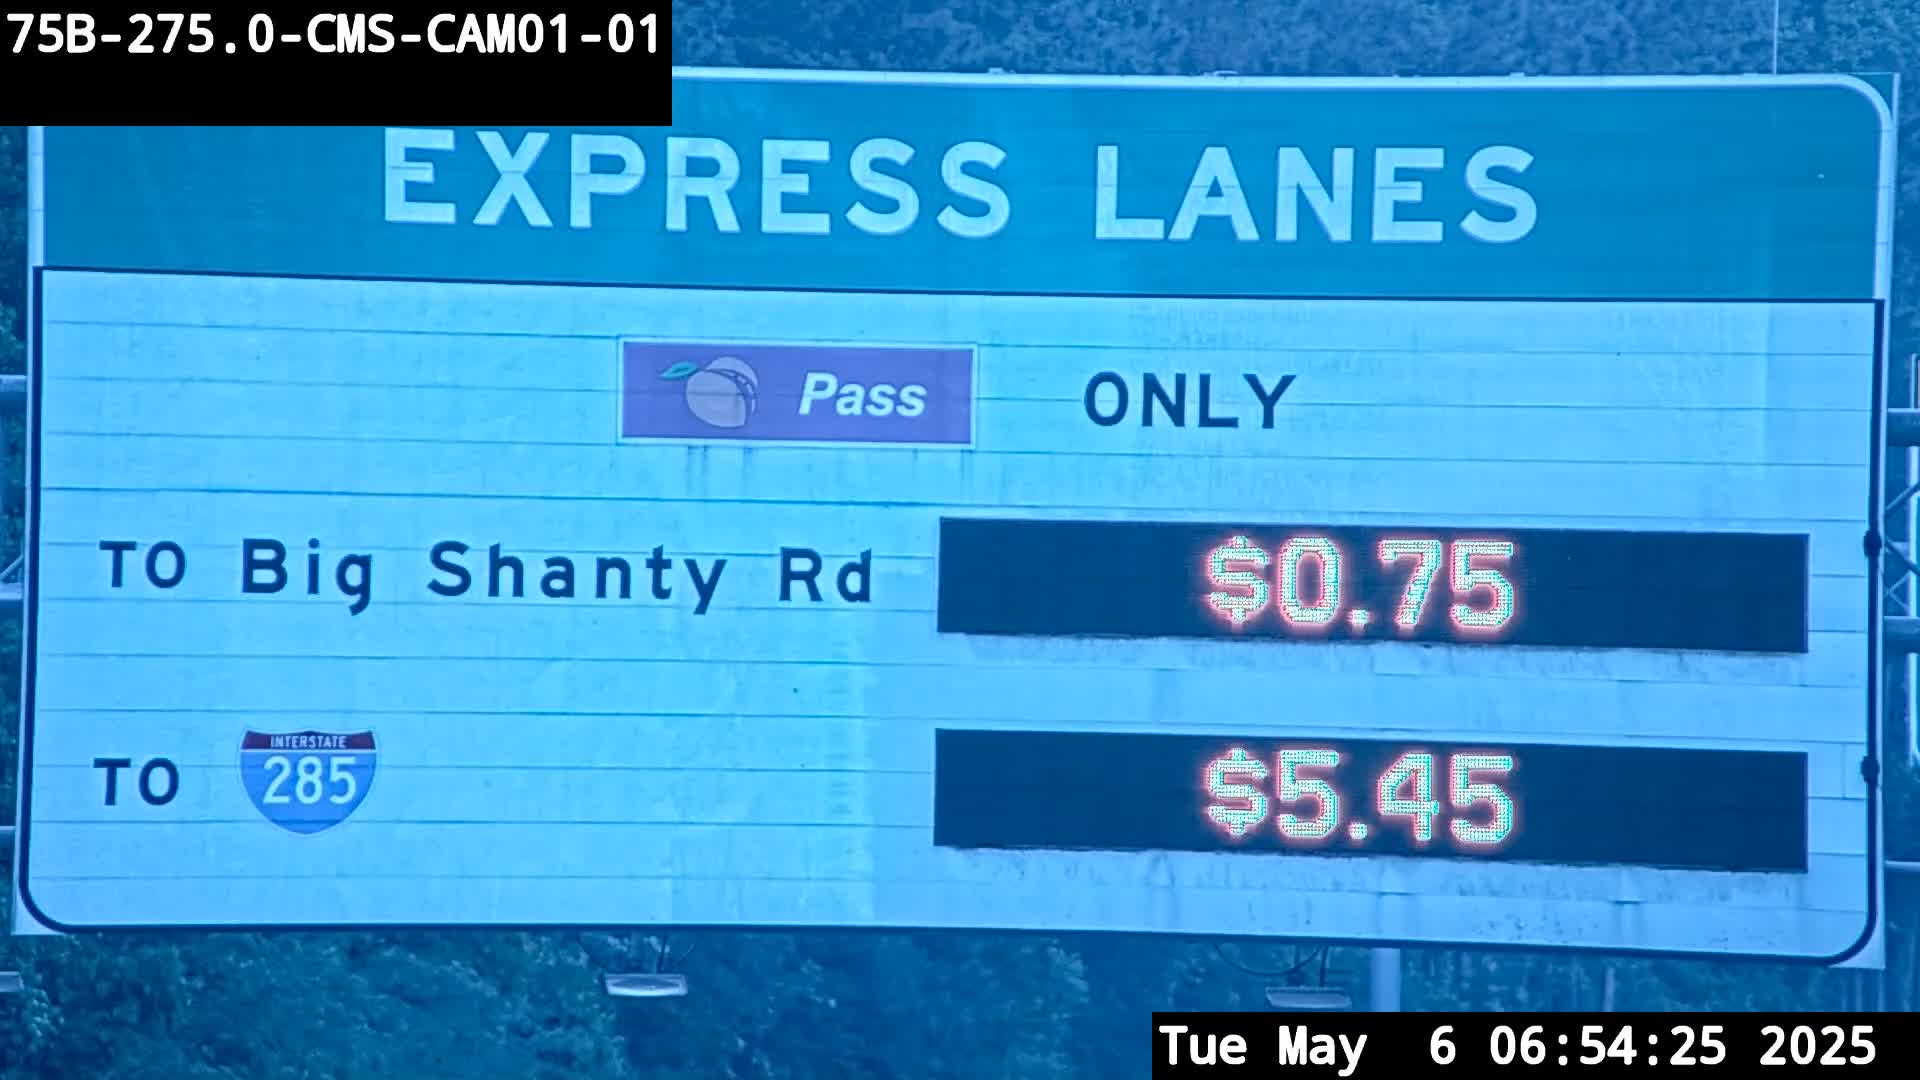 75B-275.0-CMS-CAM01-01
EXPRESS LANES
Pass ONLY
TO Big Shanty Rd $0.75
INTERSTATE
TO 285 $5.45
Tue May 6 06:54:25 2025